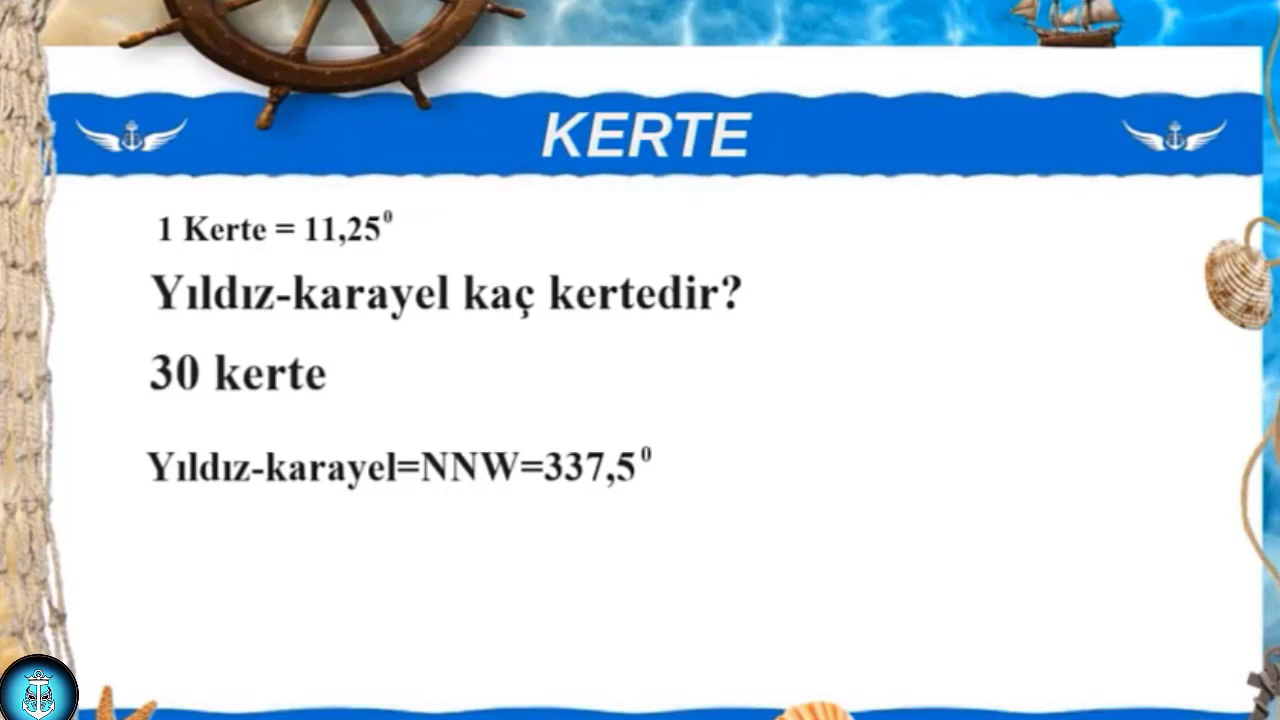 KERTE
1 Kerte = 11,25⁰
Yıldız-karayel kaç kertedir?
30 kerte
Yıldız-karayel=NNW=337,5⁰